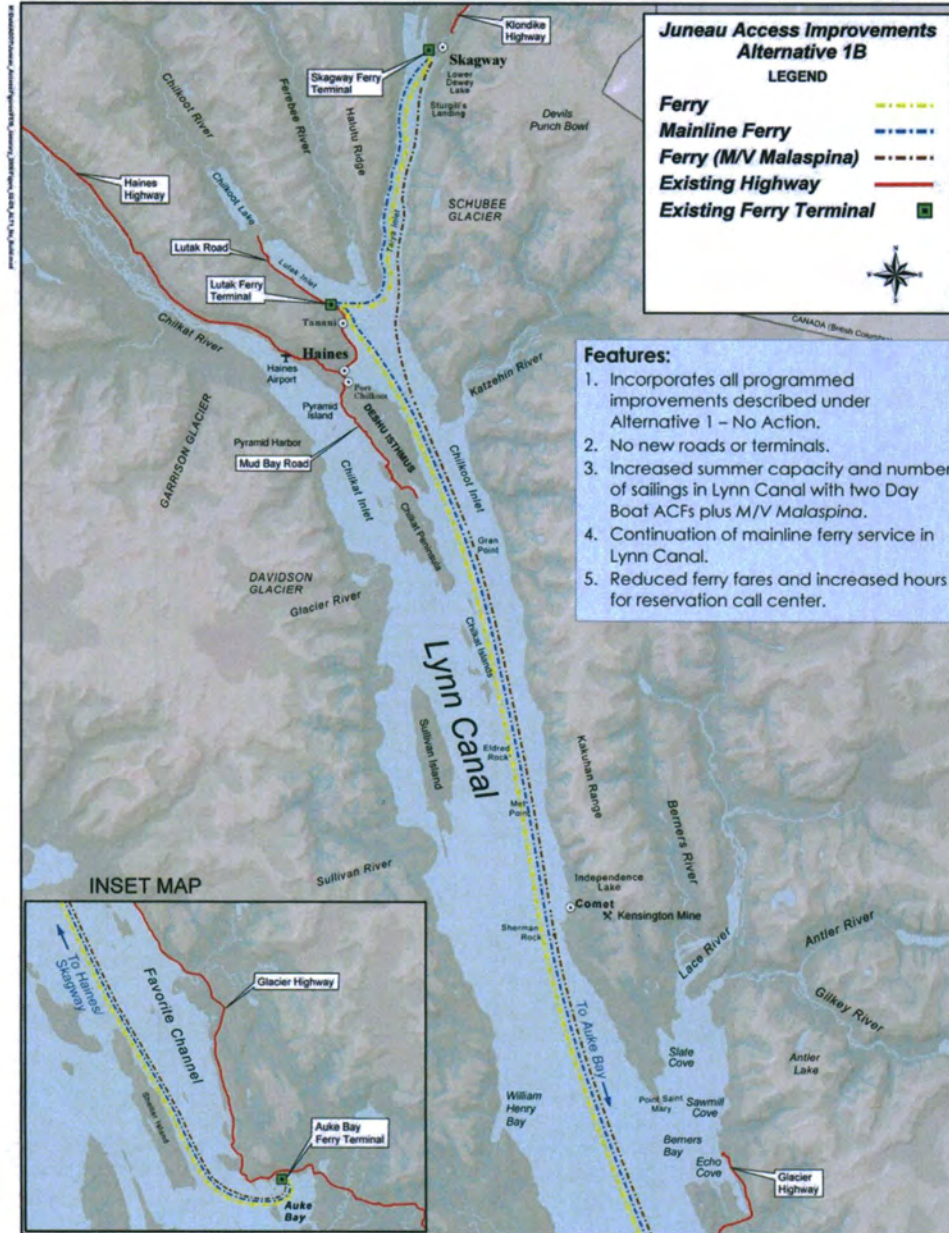 Juneau Access Improvements
Alternative 1B
LEGEND
Ferry
Mainline Ferry
Ferry (M/V Malaspina)
Existing Highway
Existing Ferry Terminal
N
CANADA (British Columbia)
Features:
1. Incorporates all programmed
improvements described under
Alternative 1 – No Action.
2. No new roads or terminals.
3. Increased summer capacity and number
of sailings in Lynn Canal with two Day
Boat ACFs plus M/V Malaspina.
4. Continuation of mainline ferry service in
Lynn Canal.
5. Reduced ferry fares and increased hours
for reservation call center.
Klondike
Highway
Skagway
Skagway Ferry
Terminal
Lower
Dewey
Lake
Sturgill's
Landing
Devils
Punch Bowl
Chilkoot River
Ferebee River
Halutu Ridge
Haines
Highway
Chilkoot Lake
SCHUBEE
GLACIER
Taiya Inlet
Lutak Road
Lutak Inlet
Lutak Ferry
Terminal
Tanani
Chilkat River
Haines
Haines
Airport
Port
Chilkoot
Katzehin River
Pyramid
Island
DESHU ISTHMUS
GARRISON GLACIER
Pyramid Harbor
Mud Bay Road
Chilkat Inlet
Chilkoot Inlet
Chilkat Peninsula
Gran
Point
DAVIDSON
GLACIER
Glacier River
Chilkat Islands
Lynn Canal
Sullivan Island
Eldred
Rock
Kakuhan Range
Met
Point
Berners River
Sullivan River
Independence
Lake
Comet
Kensington Mine
Sherman
Rock
Lace River
Antler River
Gilkey River
To Auke Bay
Slate
Cove
Antler
Lake
Point Saint
Mary
Sawmill
Cove
William
Henry
Bay
Berners
Bay
Echo
Cove
Glacier
Highway
INSET MAP
To Haines/
Skagway
Favorite Channel
Glacier Highway
Shelter Island
Auke Bay
Ferry Terminal
Auke
Bay